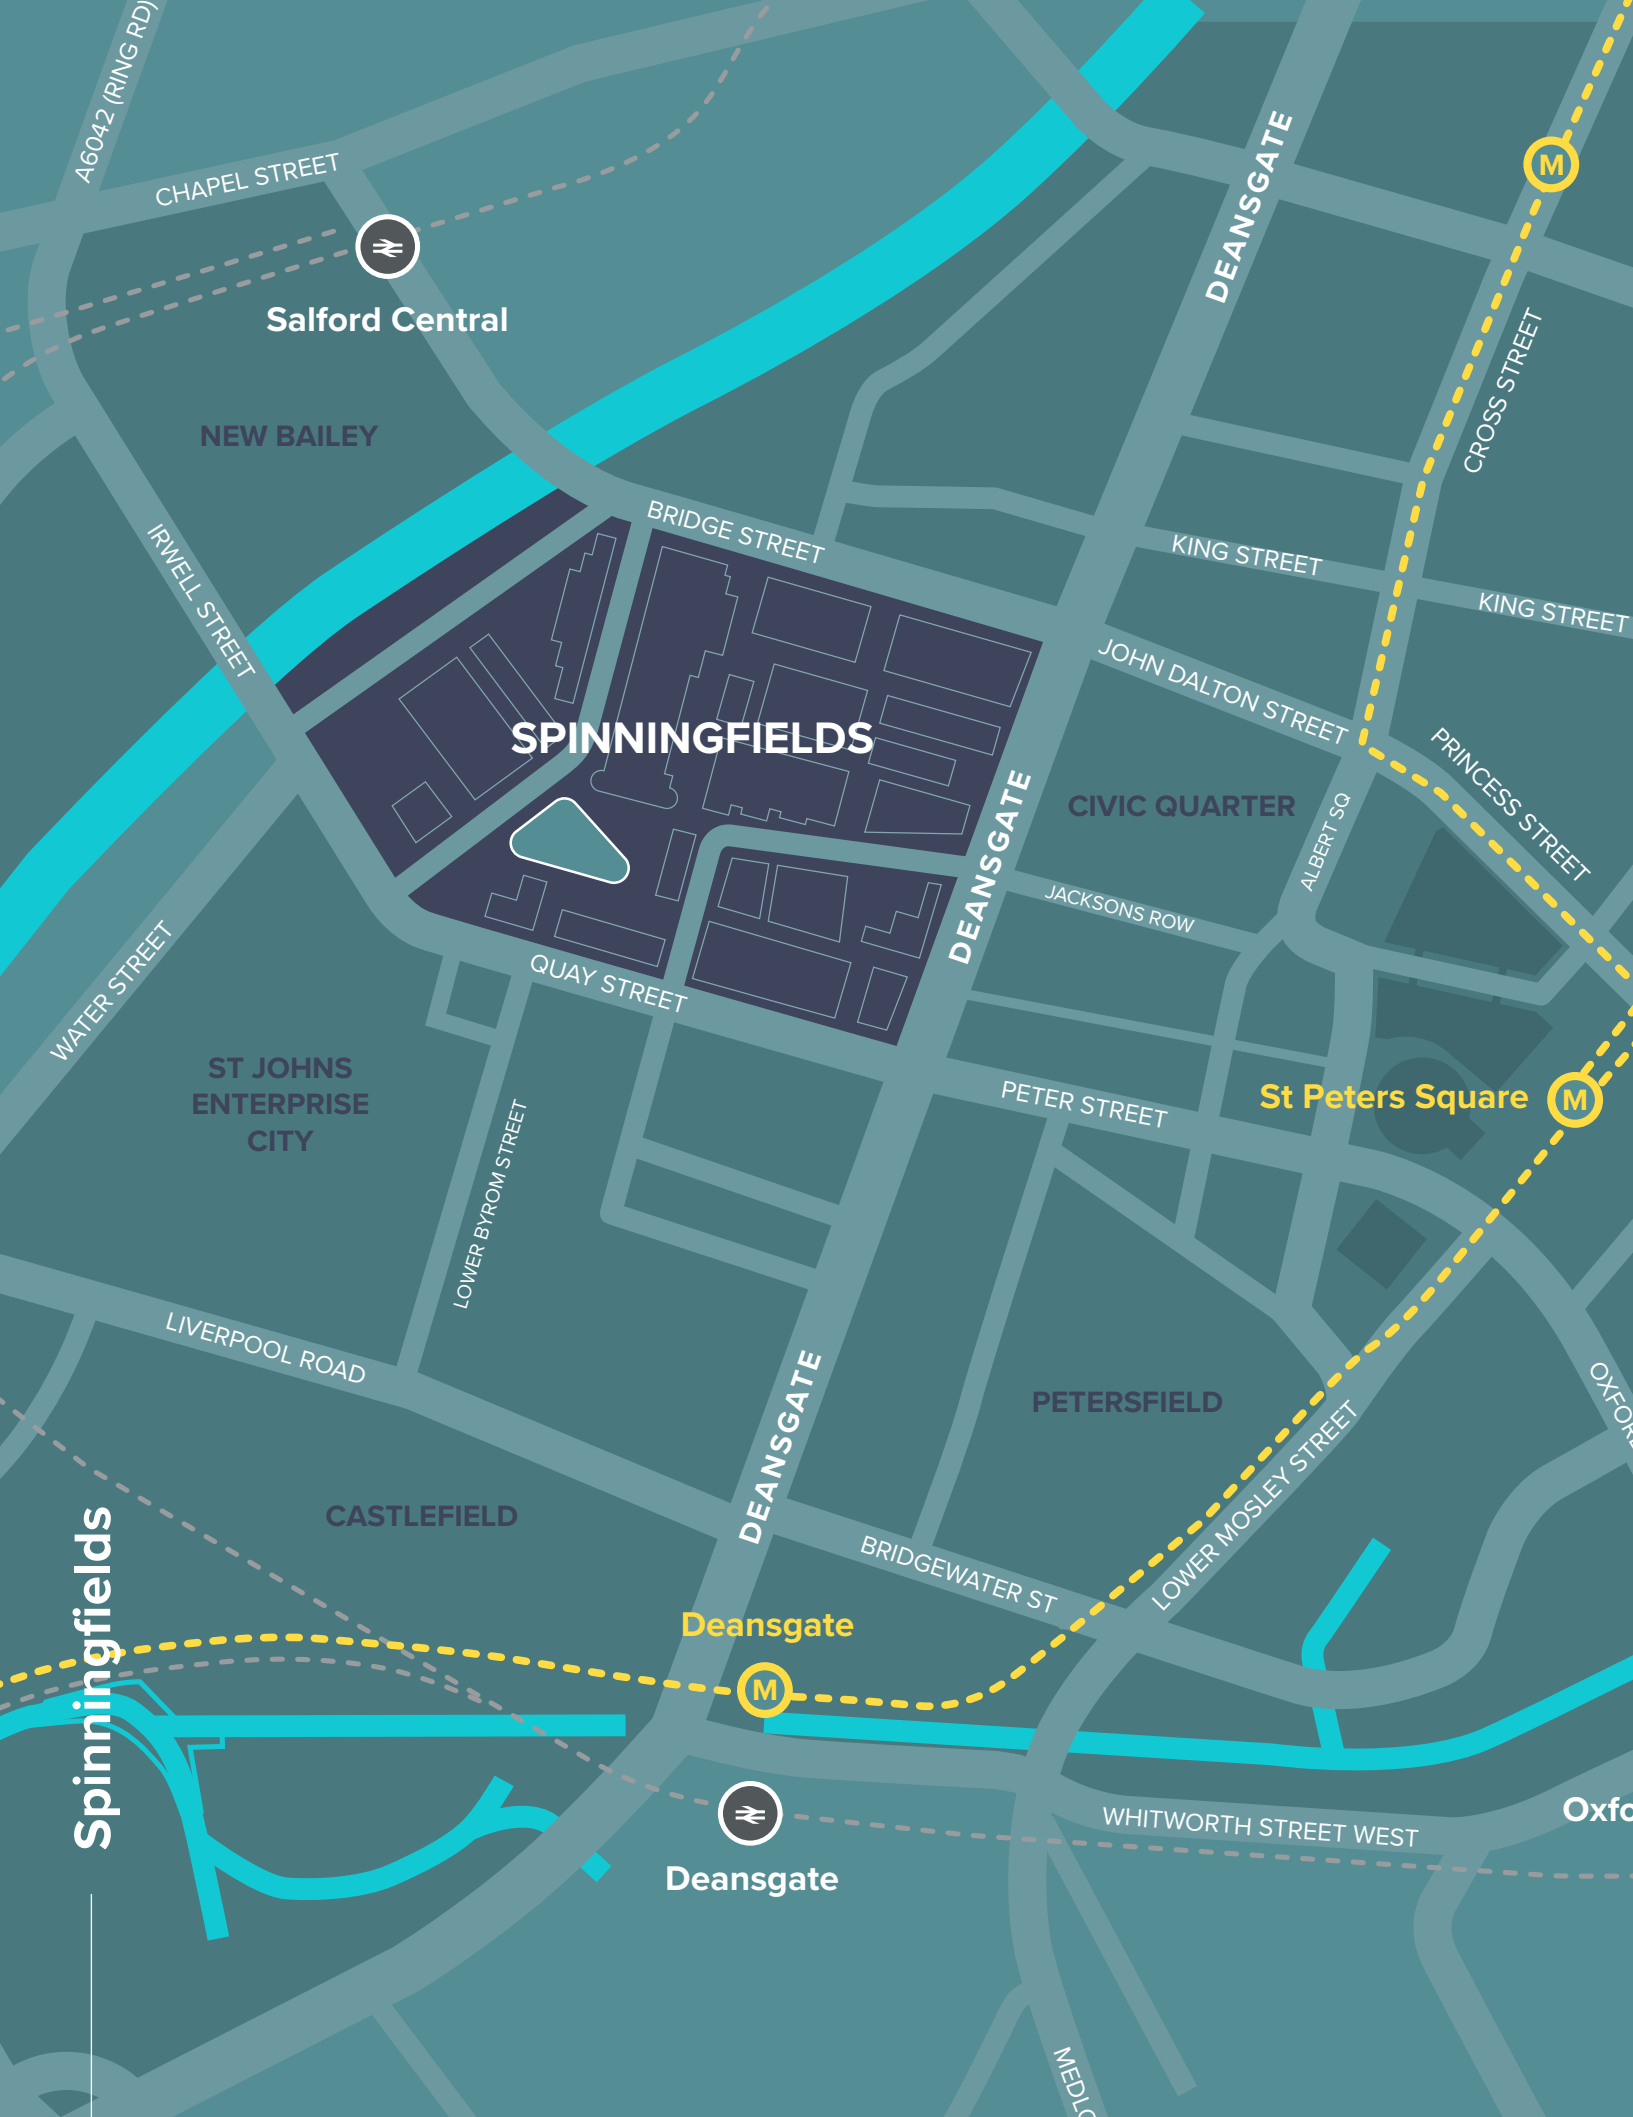 A6042 (RING RD)
CHAPEL STREET
DEANSGATE
M
Salford Central
CROSS STREET
NEW BAILEY
BRIDGE STREET
KING STREET
KING STREET
IRWELL STREET
JOHN DALTON STREET
SPINNINGFIELDS
PRINCESS STREET
CIVIC QUARTER
ALBERT SQ
DEANSGATE
JACKSONS ROW
WATER STREET
QUAY STREET
ST JOHNS
ENTERPRISE
CITY
PETER STREET
St Peters Square
M
LOWER BYROM STREET
LIVERPOOL ROAD
DEANSGATE
PETERSFIELD
LOWER MOSLEY STREET
CASTLEFIELD
BRIDGEWATER ST
Spinningfields
Deansgate
M
WHITWORTH STREET WEST
Deansgate